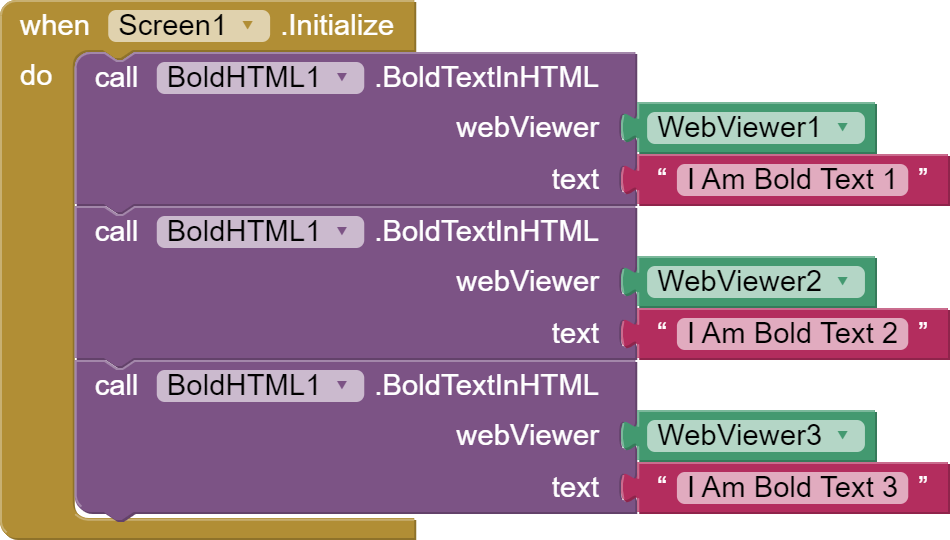 when Screen1 .Initialize
do call BoldHTML1 .BoldTextInHTML
webViewer WebViewer1
text “ I Am Bold Text 1 ”
call BoldHTML1 .BoldTextInHTML
webViewer WebViewer2
text “ I Am Bold Text 2 ”
call BoldHTML1 .BoldTextInHTML
webViewer WebViewer3
text “ I Am Bold Text 3 ”